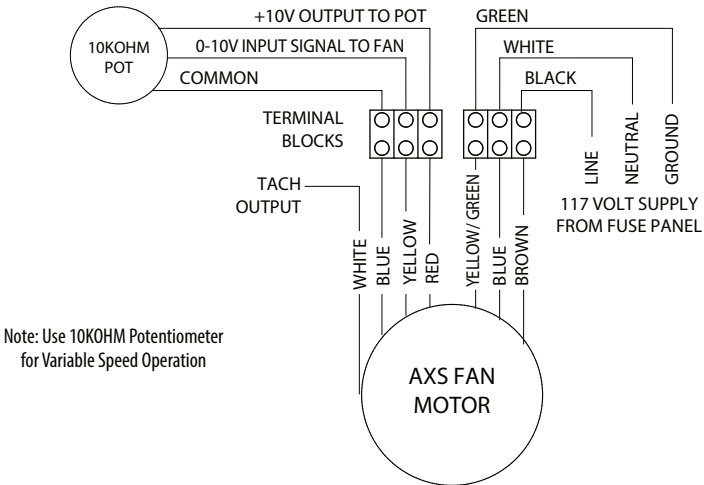 +10V OUTPUT TO POT
GREEN
10KOHM
POT
0-10V INPUT SIGNAL TO FAN
WHITE
COMMON
BLACK
TERMINAL
BLOCKS
LINE
NEUTRAL
GROUND
TACH
OUTPUT
117 VOLT SUPPLY
FROM FUSE PANEL
WHITE
BLUE
YELLOW
RED
YELLOW/ GREEN
BLUE
BROWN
Note: Use 10KOHM Potentiometer
for Variable Speed Operation
AXS FAN
MOTOR